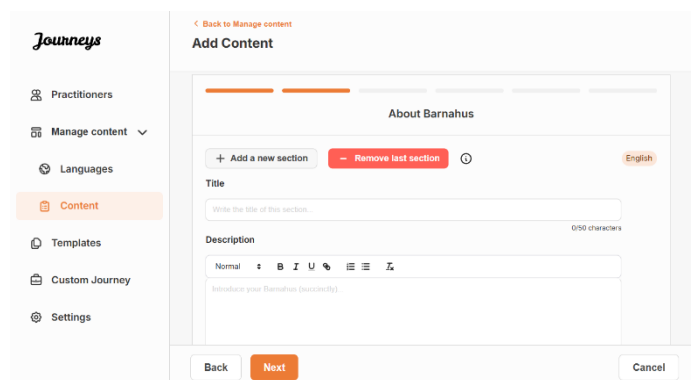 Journeys
Practitioners
Manage content
Languages
Content
Templates
Custom Journey
Settings
< Back to Manage content
Add Content
About Barnahus
+ Add a new section
− Remove last section
English
Title
Write the title of this section.
0/50 characters
Description
Normal B I U
Introduce your Barnahus (succinctly).
Back
Next
Cancel